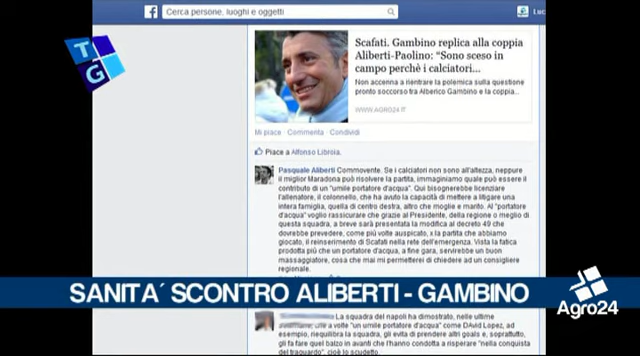 Cerca persone, luoghi e oggetti
Luc
TG
Scafati. Gambino replica alla coppia
Aliberti-Paolino: “Sono sceso in
campo perchè i calciatori...
Non accenna a rientrare la polemica sulla questione
pronto soccorso tra Alberico Gambino e la coppia...
WWW.AGRO24.IT
Mi piace · Commenta · Condividi
Piace a Alfonso Libroia.
Pasquale Aliberti Commovente. Se i calciatori non sono all'altezza, neppure
il miglior Maradona può risolvere la partita, immaginiamo quale può essere il
contributo di un "umile portatore d'acqua". Qui bisognerebbe licenziare
l'allenatore, il colonnello, che ha avuto la capacità di mettere a litigare una
intera famiglia, quella di centro destra, altro che moglie e marito. Al "portatore
d'acqua" voglio rassicurare che grazie al Presidente, della regione o meglio di
questa squadra, a breve sarà presentata la modifica al decreto 49 che
dovrebbe prevedere, come più volte auspicato, x la partita che abbiamo
giocato, il reinserimento di Scafati nella rete dell'emergenza. Vista la fatica
prodotta più che un portatore d'acqua, a fine gara, servirebbe un buon
massaggiatore, cosa che mai mi permetterei di chiedere ad un consigliere
regionale.
SANITA´ SCONTRO ALIBERTI - GAMBINO
Agro24
La squadra del napoli ha dimostrato, nelle ultime
a volte "un umile portatore d'acqua" come DAvid Lopez, ad
esempio, riequilibra la squadra, gli evita di prendere altri goals e, soprattutto,
gli fa fare quel balzo in avanti che l'hanno condotta a risperare "nella conquista
del traguardo". cioè lo scudetto.